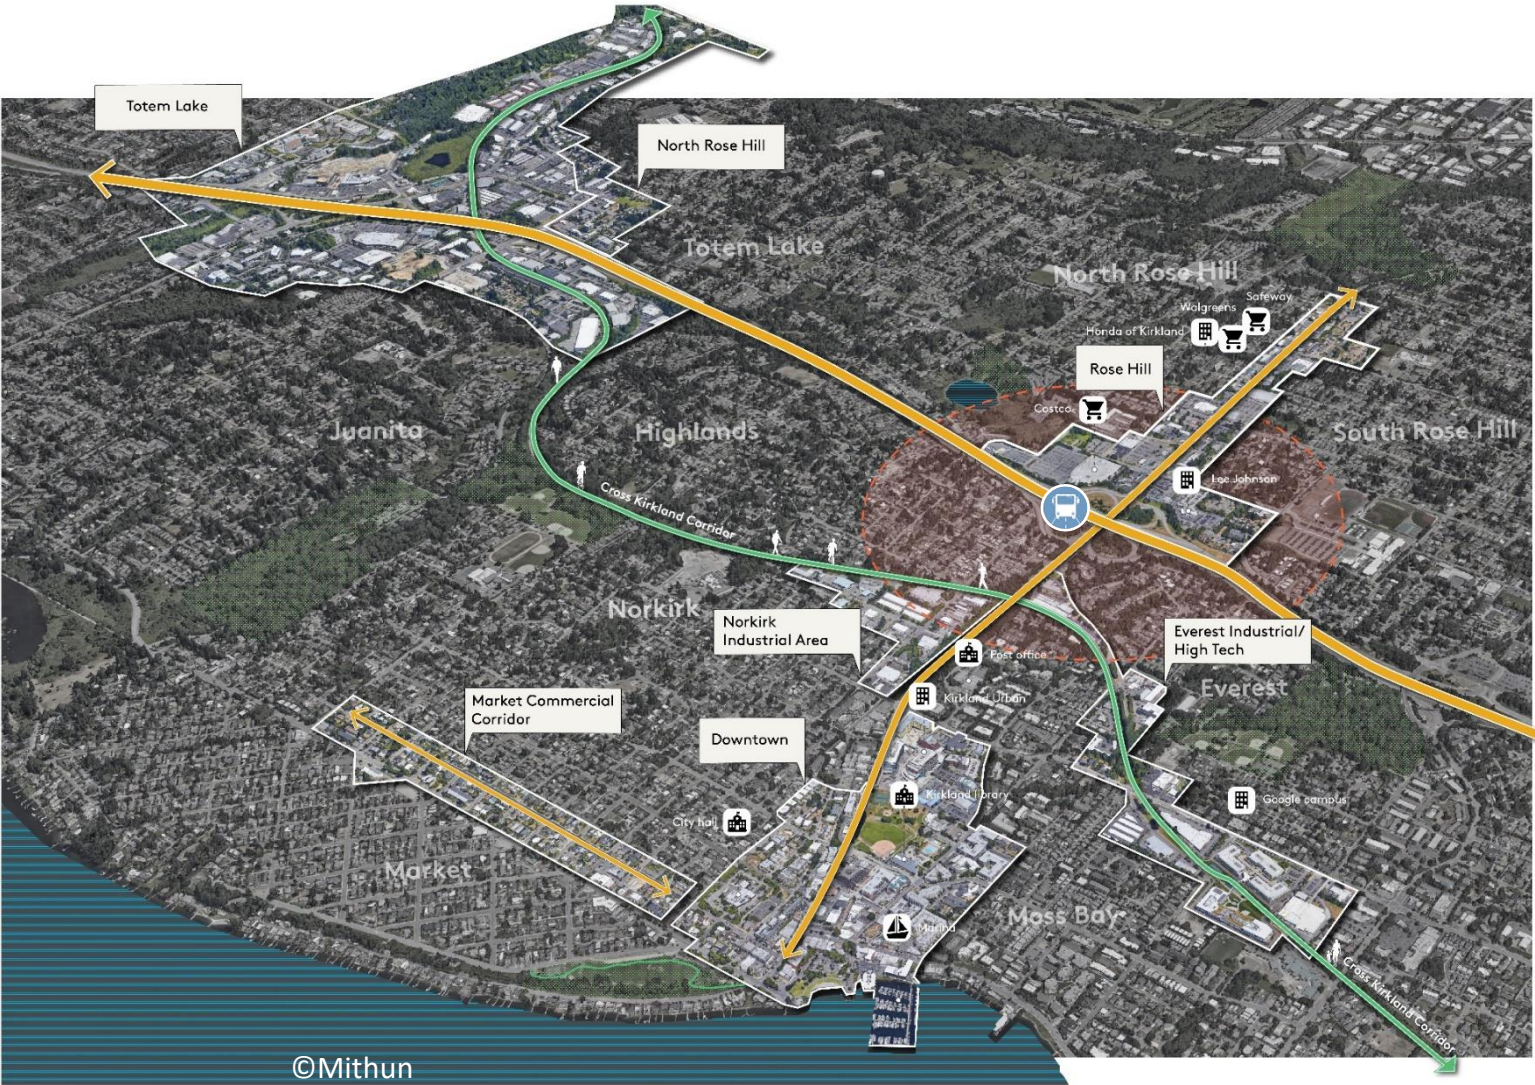 Totem Lake
North Rose Hill
Totem Lake
North Rose Hill
Safeway
Walgreens
Honda of Kirkland
Rose Hill
Costco
Juanita
Highlands
South Rose Hill
Lee Johnson
Cross Kirkland Corridor
Norkirk
Norkirk
Industrial Area
Everest Industrial/
High Tech
Post office
Everest
Kirkland Urban
Market Commercial
Corridor
Downtown
Kirkland library
Google campus
City hall
Market
Moss Bay
Marina
Cross Kirkland Corridor
©Mithun